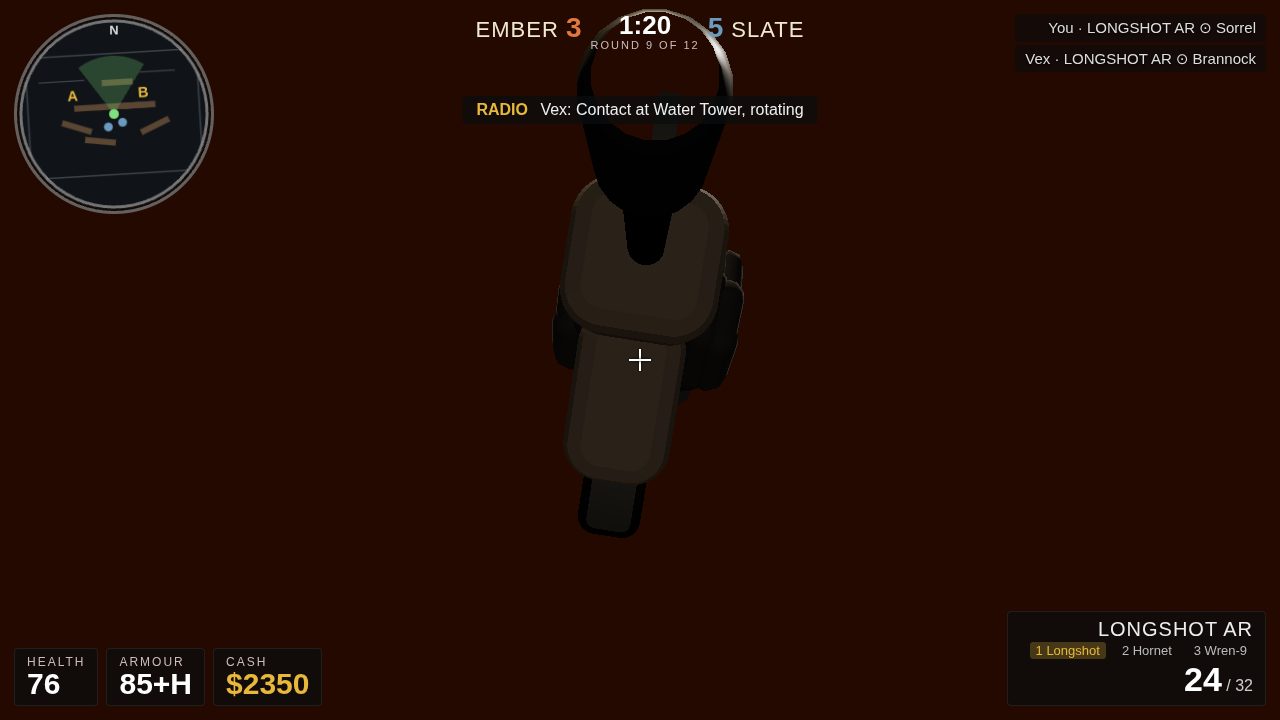 N
A
B
EMBER 3 1:20 5 SLATE
ROUND 9 OF 12
RADIO Vex: Contact at Water Tower, rotating
You · LONGSHOT AR ⊙ Sorrel
Vex · LONGSHOT AR ⊙ Brannock
HEALTH
76
ARMOUR
85+H
CASH
$2350
LONGSHOT AR
1 Longshot 2 Hornet 3 Wren-9
24 / 32